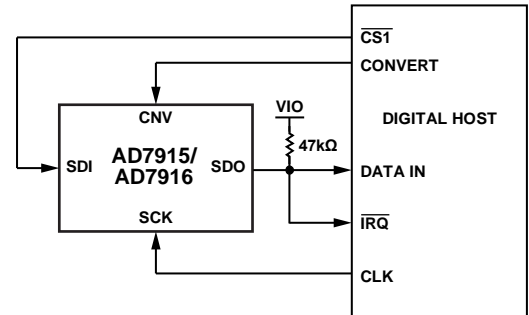 CS1
CONVERT
CNV
VIO
DIGITAL HOST
47kΩ
AD7915/
AD7916
SDI
SDO
DATA IN
SCK
IRQ
CLK